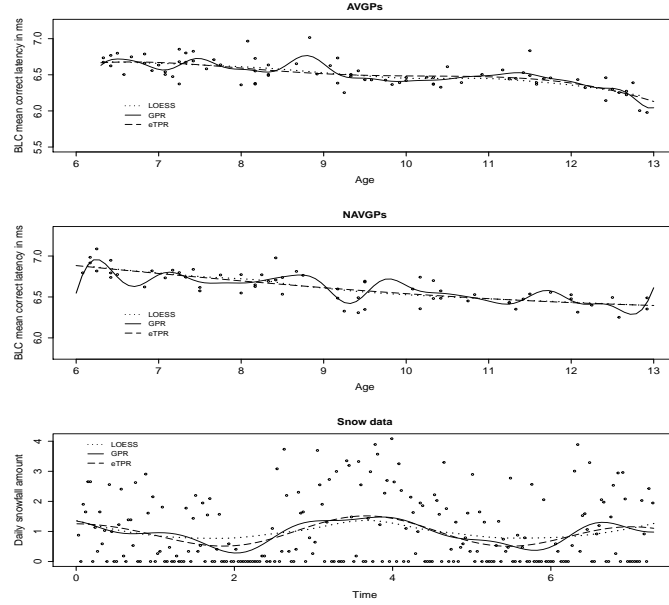 AVGPs
BLC mean correct latency in ms
7.0
6.5
6.0
5.5
LOESS
GPR
eTPR
6 7 8 9 10 11 12 13
Age
NAVGPs
BLC mean correct latency in ms
7.0
6.5
6.0
LOESS
GPR
eTPR
6 7 8 9 10 11 12 13
Age
Snow data
Daily snowfall amount
4
3
2
1
0
LOESS
GPR
eTPR
0 2 4 6
Time